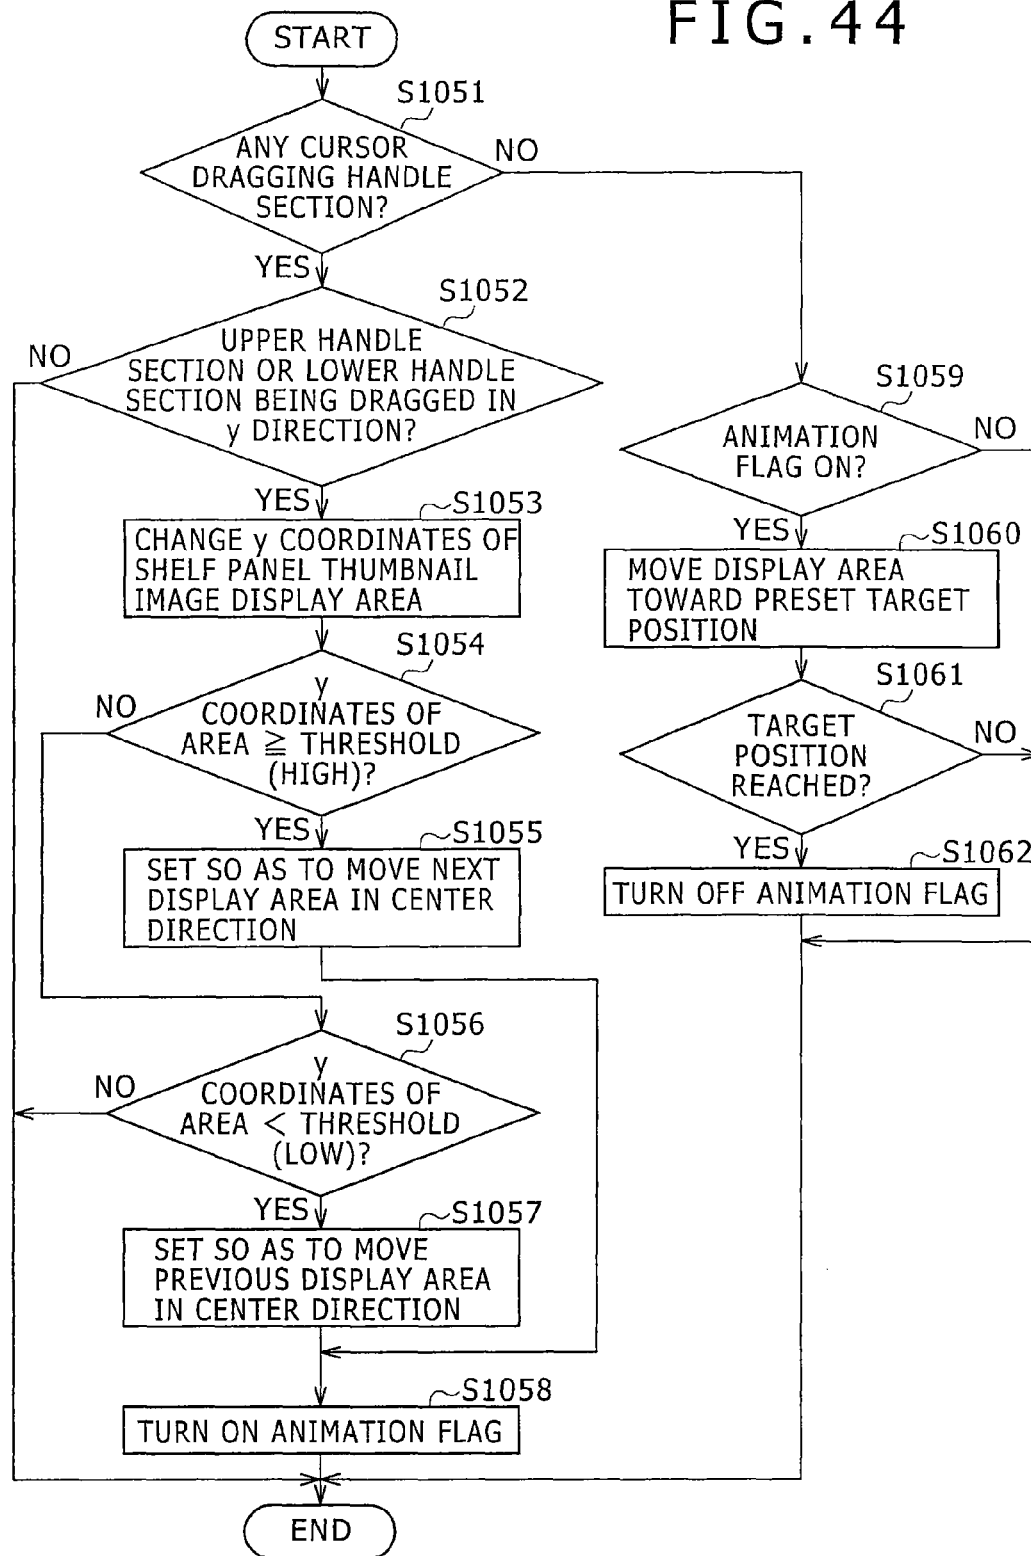 FIG.44
START
S1051
ANY CURSOR
DRAGGING HANDLE
SECTION?
NO
YES
S1052
UPPER HANDLE
SECTION OR LOWER HANDLE
SECTION BEING DRAGGED IN
y DIRECTION?
NO
YES
S1053
CHANGE y COORDINATES OF
SHELF PANEL THUMBNAIL
IMAGE DISPLAY AREA
S1054
y
COORDINATES OF
AREA ≧ THRESHOLD
(HIGH)?
NO
YES
S1055
SET SO AS TO MOVE NEXT
DISPLAY AREA IN CENTER
DIRECTION
S1056
y
COORDINATES OF
AREA < THRESHOLD
(LOW)?
NO
YES
S1057
SET SO AS TO MOVE
PREVIOUS DISPLAY AREA
IN CENTER DIRECTION
S1058
TURN ON ANIMATION FLAG
END
S1059
ANIMATION
FLAG ON?
NO
YES
S1060
MOVE DISPLAY AREA
TOWARD PRESET TARGET
POSITION
S1061
TARGET
POSITION
REACHED?
NO
YES
S1062
TURN OFF ANIMATION FLAG